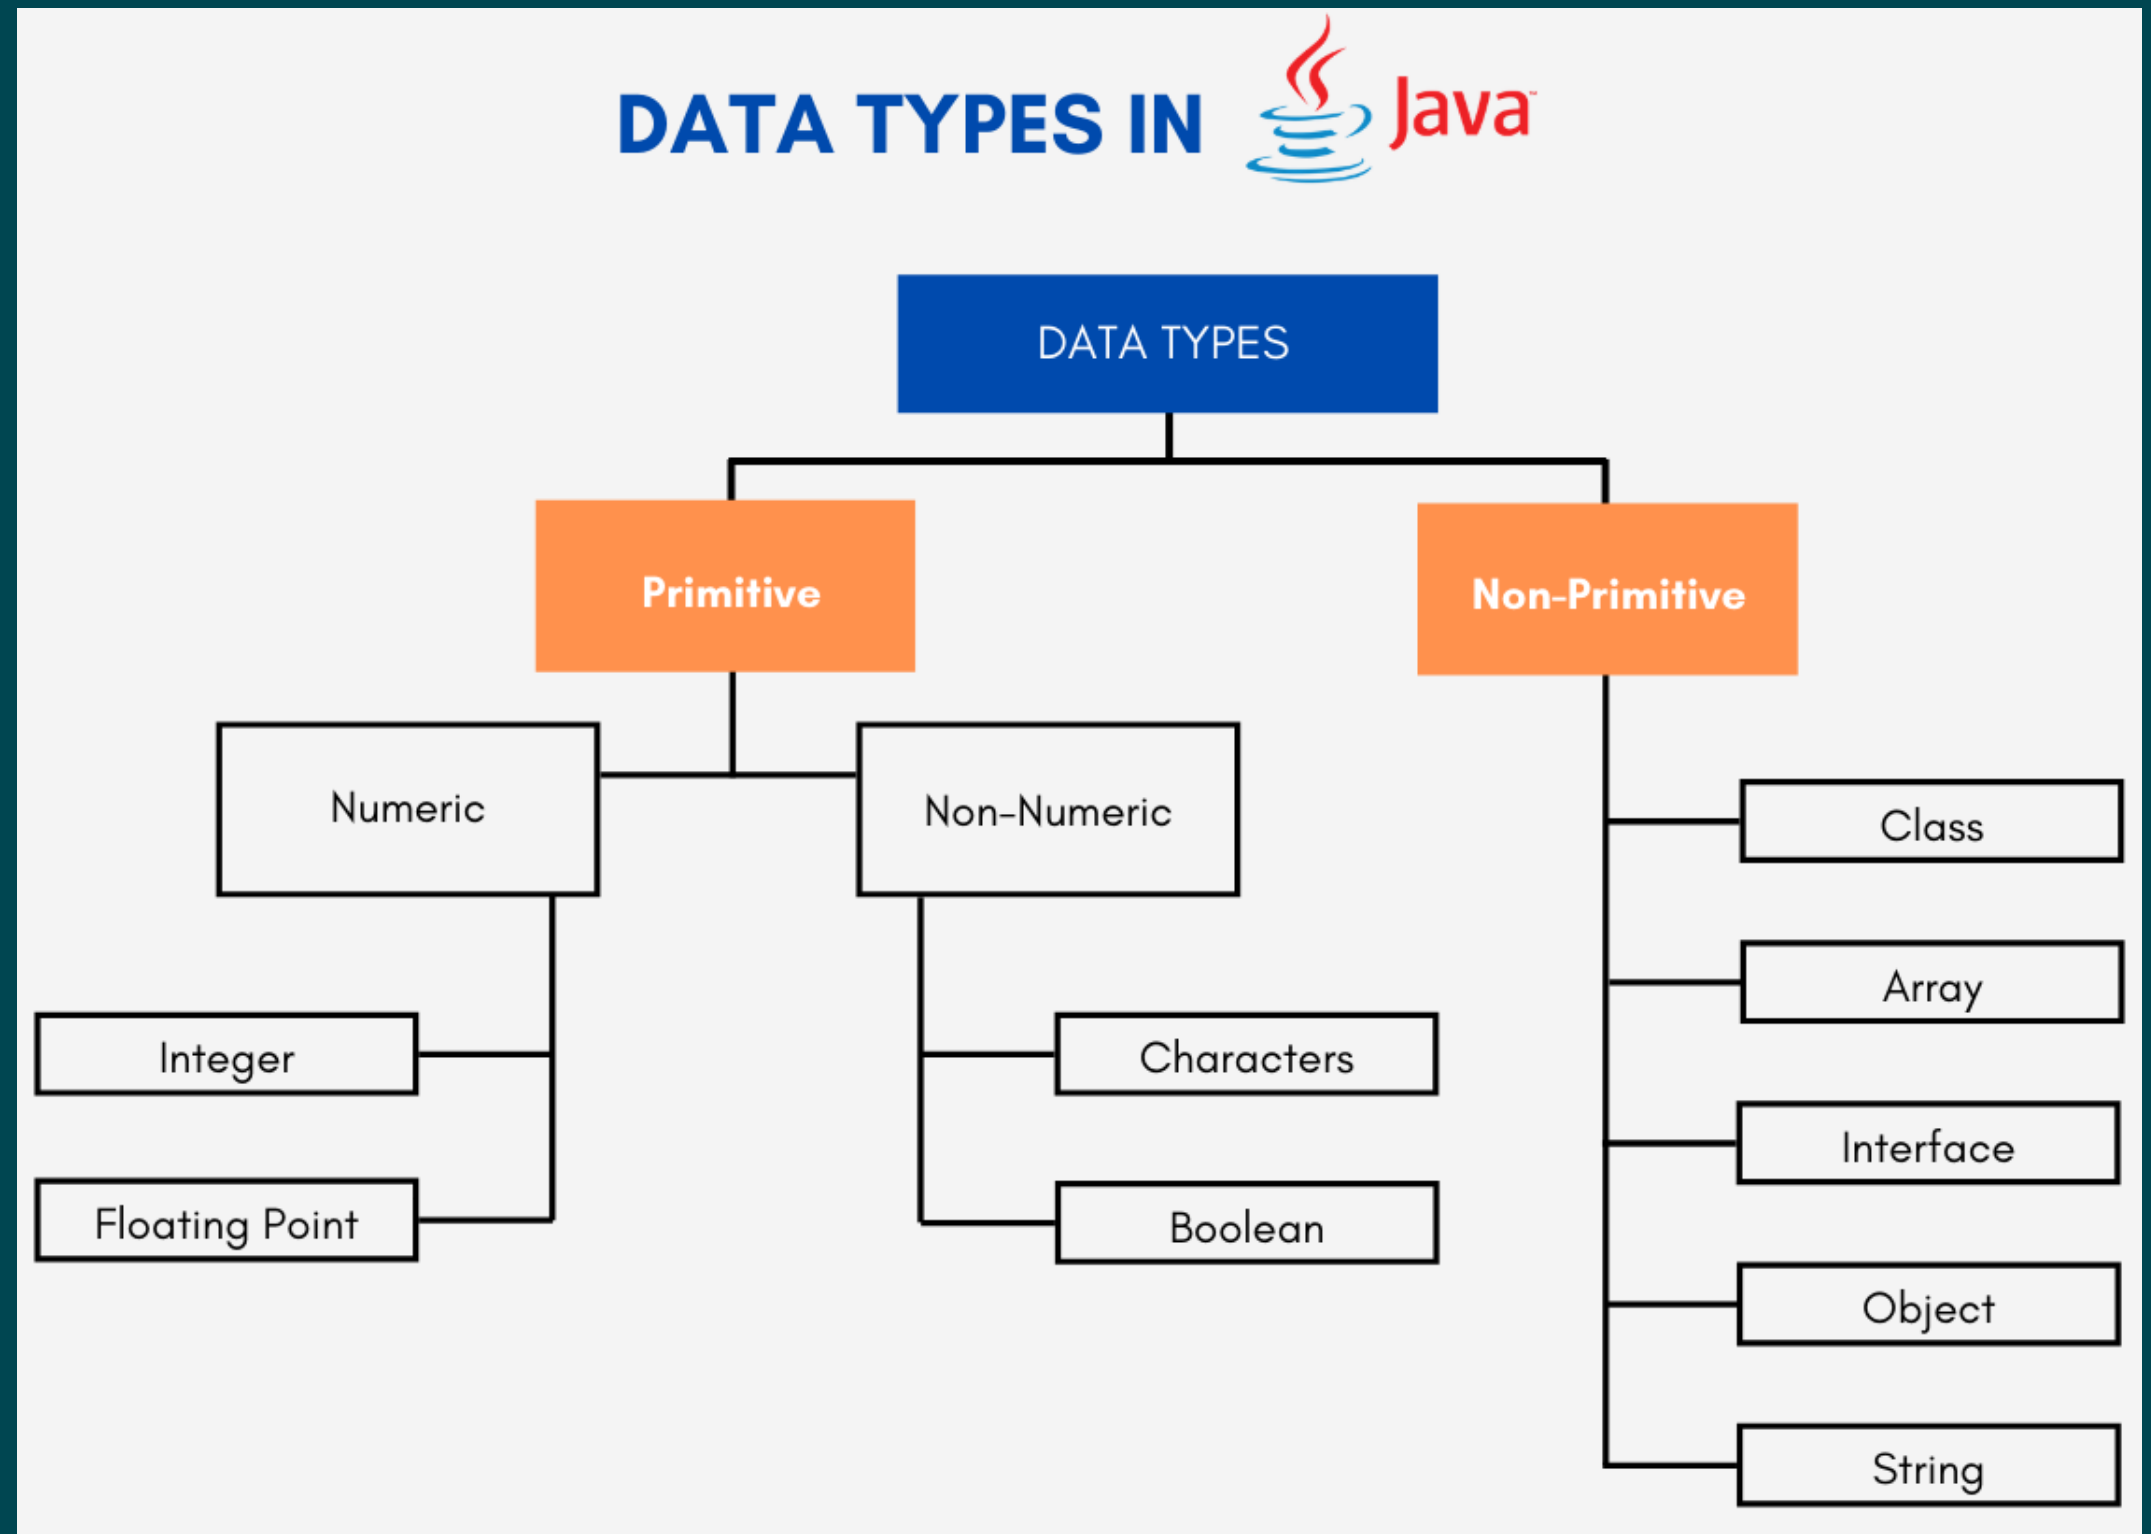 DATA TYPES IN Java™
DATA TYPES
Primitive
Non-Primitive
Numeric
Non-Numeric
Class
Array
Integer
Characters
Interface
Floating Point
Boolean
Object
String